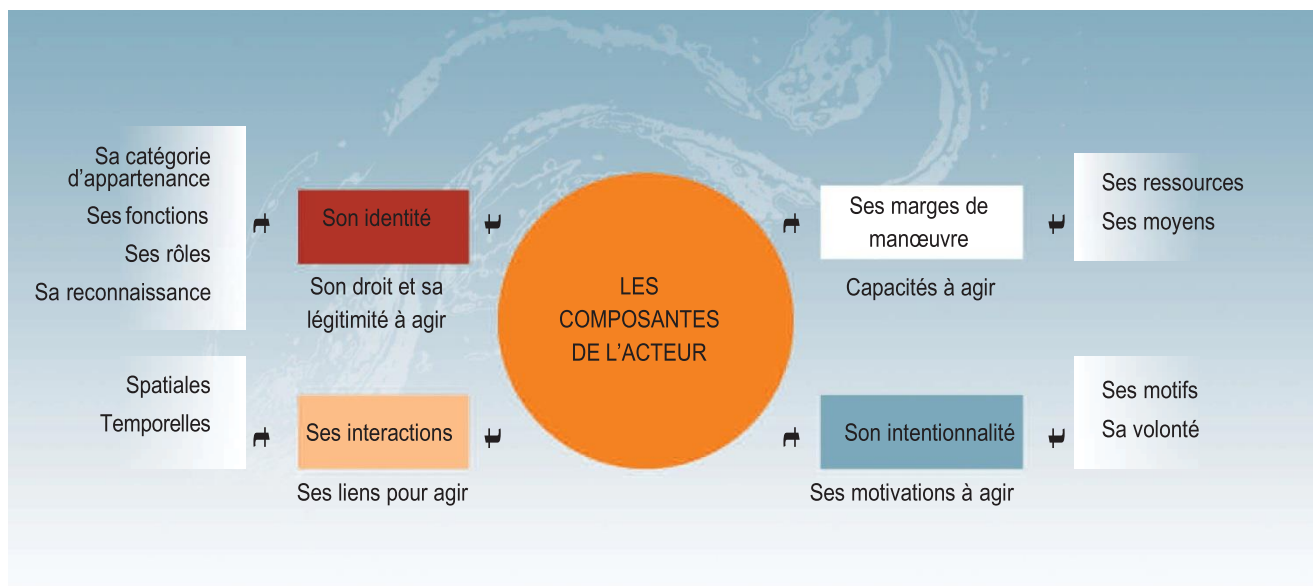 Sa catégorie
d'appartenance
Ses fonctions
Ses rôles
Sa reconnaissance
Son identité
Son droit et sa
légitimité à agir
Spatiales
Temporelles
Ses interactions
Ses liens pour agir
LES
COMPOSANTES
DE L'ACTEUR
Ses marges de
manœuvre
Capacités à agir
Ses ressources
Ses moyens
Son intentionnalité
Ses motivations à agir
Ses motifs
Sa volonté